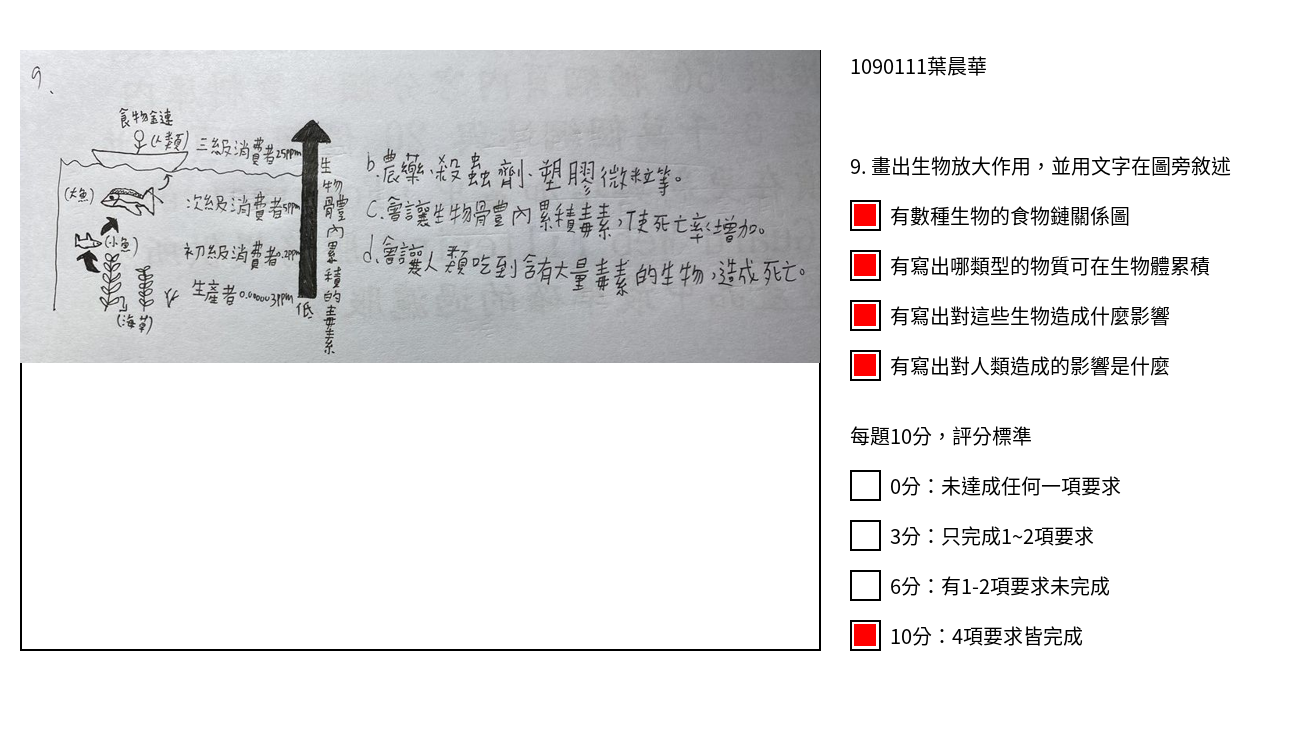 9.
食物金連
(人類)
三級消費者25ppm
(大魚)
次級消費者5ppm
(小魚)
初級消費者0.2ppm
生產者0.00003ppm
(海草)
低
生物體內累積的毒素
b.農藥、殺蟲劑、塑膠微粒等。
C.會讓生物體內累積毒素,使死亡率增加。
d.會讓人類吃到含有大量毒素的生物,造成死亡。
1090111葉晨華
9. 畫出生物放大作用，並用文字在圖旁敘述
有數種生物的食物鏈關係圖
有寫出哪類型的物質可在生物體累積
有寫出對這些生物造成什麼影響
有寫出對人類造成的影響是什麼
每題10分，評分標準
0分：未達成任何一項要求
3分：只完成1~2項要求
6分：有1-2項要求未完成
10分：4項要求皆完成